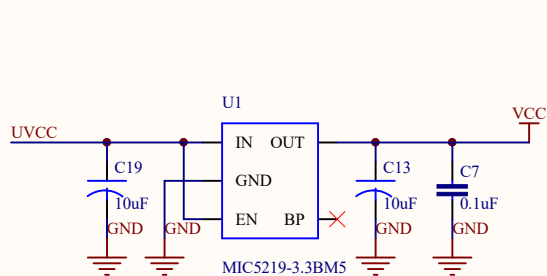 U1
VCC
UVCC
IN OUT
C19
C13
C7
GND
10uF
10uF
0.1uF
EN BP
GND
GND
GND
GND
MIC5219-3.3BM5